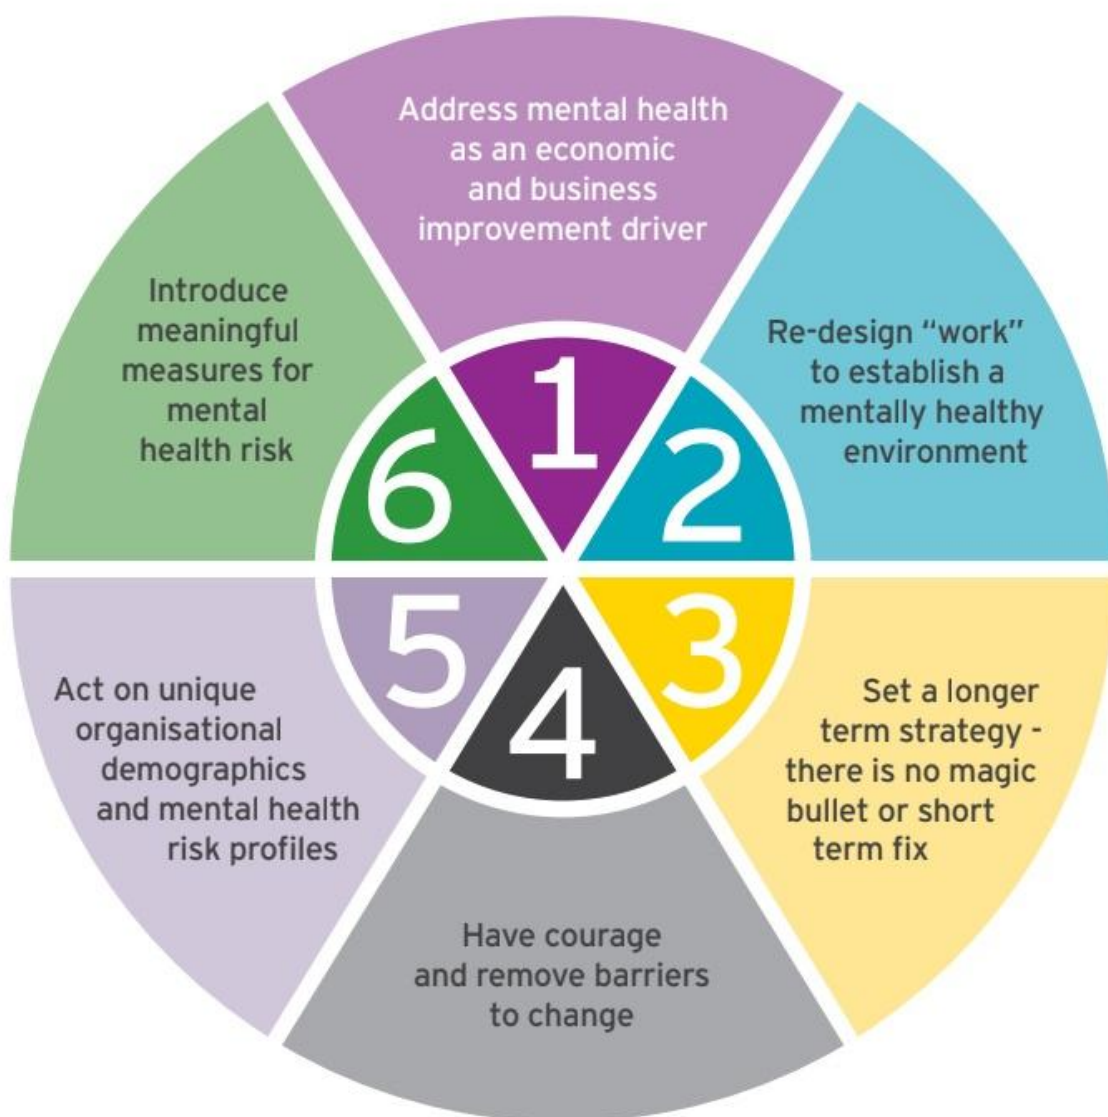 1
Address mental health
as an economic
and business
improvement driver
2
Re-design “work”
to establish a
mentally healthy
environment
3
Set a longer
term strategy -
there is no magic
bullet or short
term fix
4
Have courage
and remove barriers
to change
5
Act on unique
organisational
demographics
and mental health
risk profiles
6
Introduce
meaningful
measures for
mental
health risk